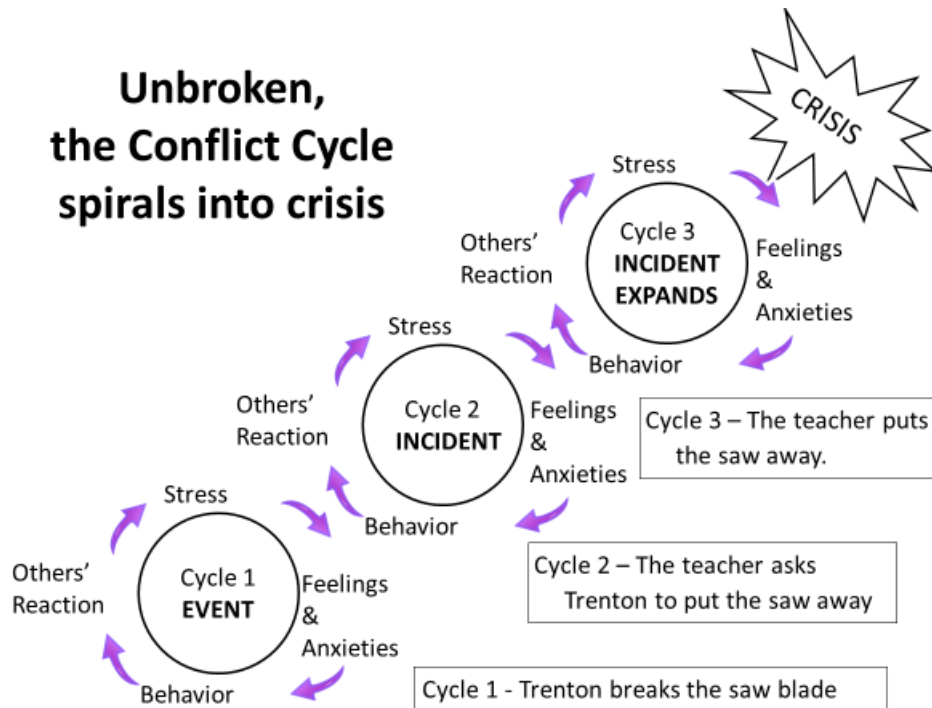 Unbroken,
the Conflict Cycle
spirals into crisis
CRISIS
Stress
Others'
Reaction
Cycle 3
INCIDENT
EXPANDS
Feelings
&
Anxieties
Behavior
Stress
Others'
Reaction
Cycle 2
INCIDENT
Feelings
&
Anxieties
Behavior
Cycle 3 – The teacher puts
the saw away.
Stress
Others'
Reaction
Cycle 1
EVENT
Feelings
&
Anxieties
Behavior
Cycle 2 – The teacher asks
Trenton to put the saw away
Cycle 1 - Trenton breaks the saw blade